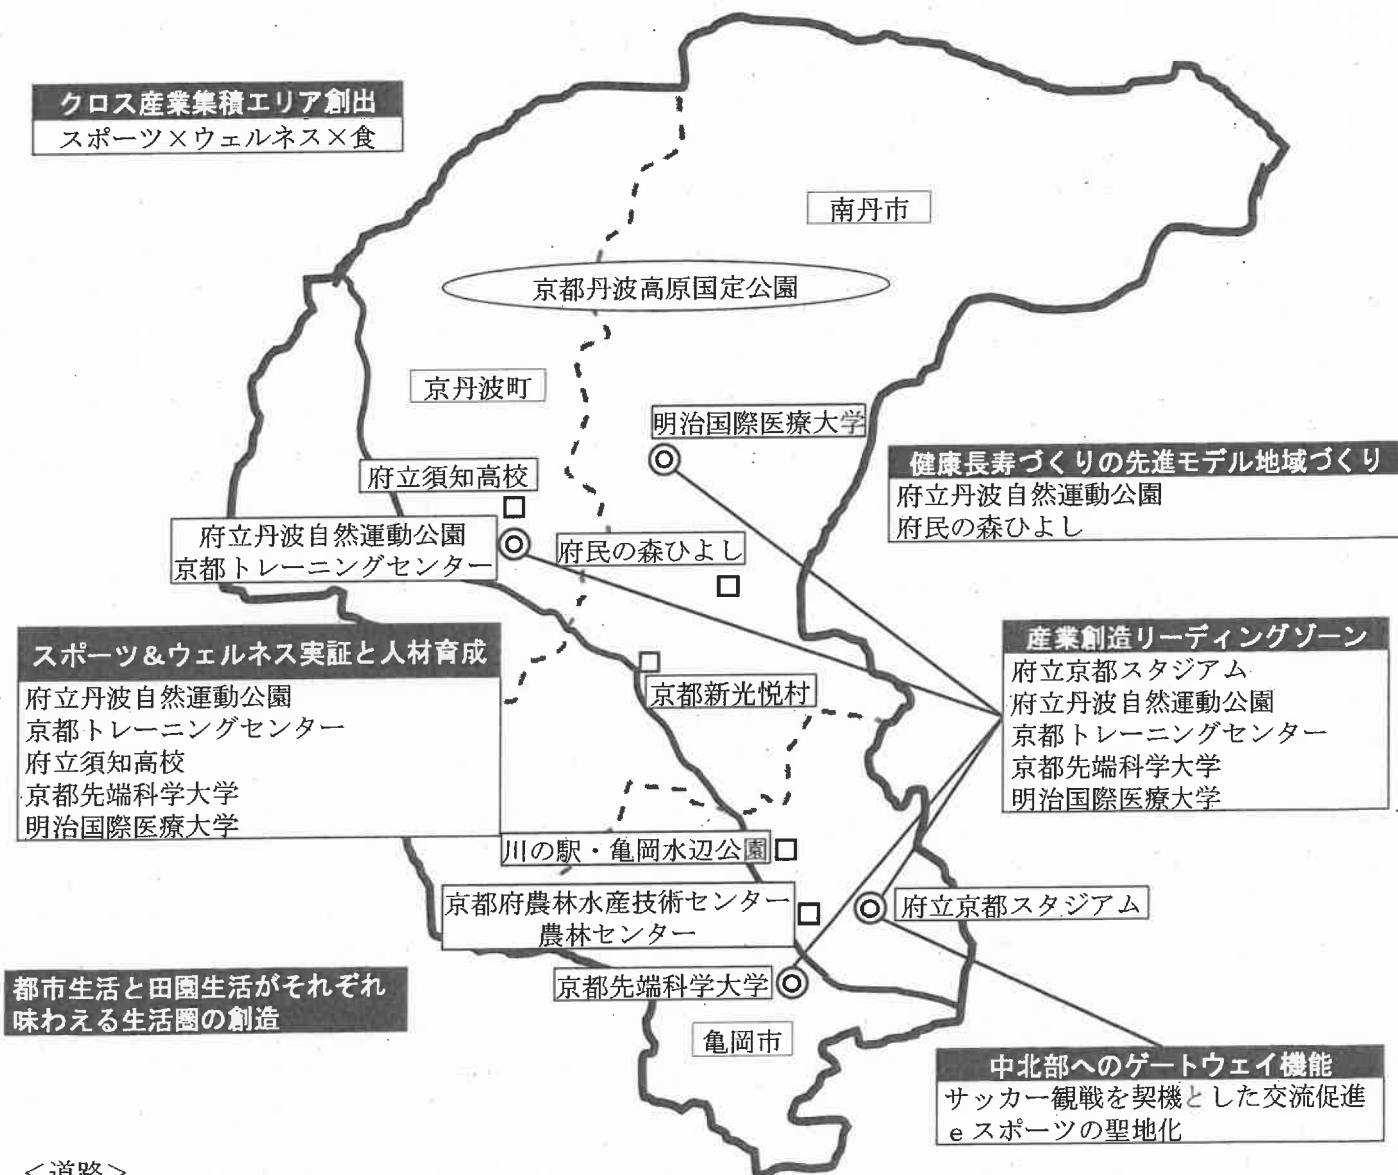 クロス産業集積エリア創出
スポーツ×ウェルネス×食
南丹市
京都丹波高原国定公園
京丹波町
明治国際医療大学
府立須知高校
健康長寿づくりの先進モデル地域づくり
府立丹波自然運動公園
府民の森ひよし
府立丹波自然運動公園
京都トレーニングセンター
府民の森ひよし
スポーツ&ウェルネス実証と人材育成
府立丹波自然運動公園
京都トレーニングセンター
府立須知高校
京都先端科学大学
明治国際医療大学
産業創造リーディングゾーン
府立京都スタジアム
府立丹波自然運動公園
京都トレーニングセンター
京都先端科学大学
明治国際医療大学
京都新光悦村
川の駅・亀岡水辺公園
京都府農林水産技術センター
農林センター
府立京都スタジアム
京都先端科学大学
都市生活と田園生活がそれぞれ
味わえる生活圏の創造
亀岡市
中北部へのゲートウェイ機能
サッカー観戦を契機とした交流促進
eスポーツの聖地化
<道路>